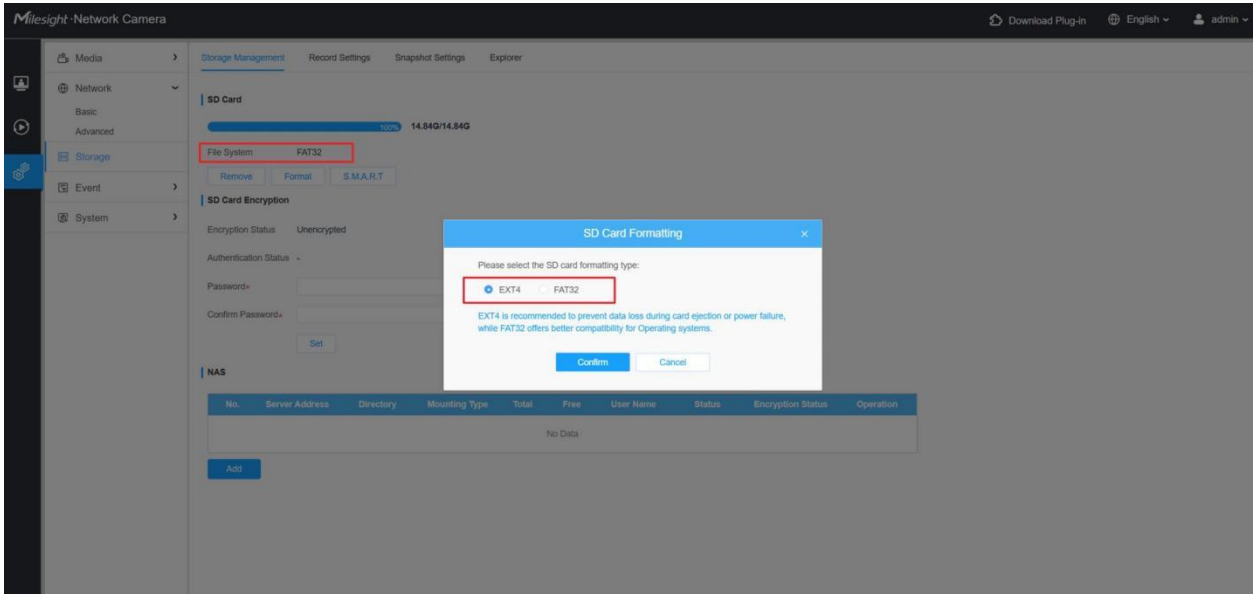 Milesight · Network Camera
Download Plug-in
English
admin
Media
Network
Basic
Advanced
Storage
Event
System
Storage Management Record Settings Snapshot Settings Explorer
SD Card
100% 14.84G/14.84G
File System FAT32
Remove Format S.M.A.R.T
SD Card Encryption
Encryption Status Unencrypted
Authentication Status -
Password*
Confirm Password*
Set
SD Card Formatting
Please select the SD card formatting type:
EXT4 FAT32
EXT4 is recommended to prevent data loss during card ejection or power failure,
while FAT32 offers better compatibility for Operating systems.
Confirm Cancel
NAS
No. Server Address Directory Mounting Type Total Free User Name Status Encryption Status Operation
No Data
Add